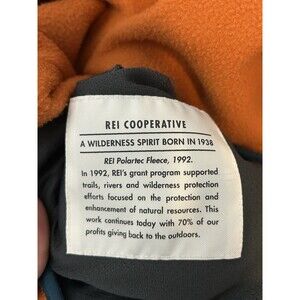 REI COOPERATIVE
A WILDERNESS SPIRIT BORN IN 1938
REI Polartec Fleece, 1992.
In 1992, REI's grant program supported
trails, rivers and wilderness protection
efforts focused on the protection and
enhancement of natural resources. This
work continues today with 70% of our
profits giving back to the outdoors.